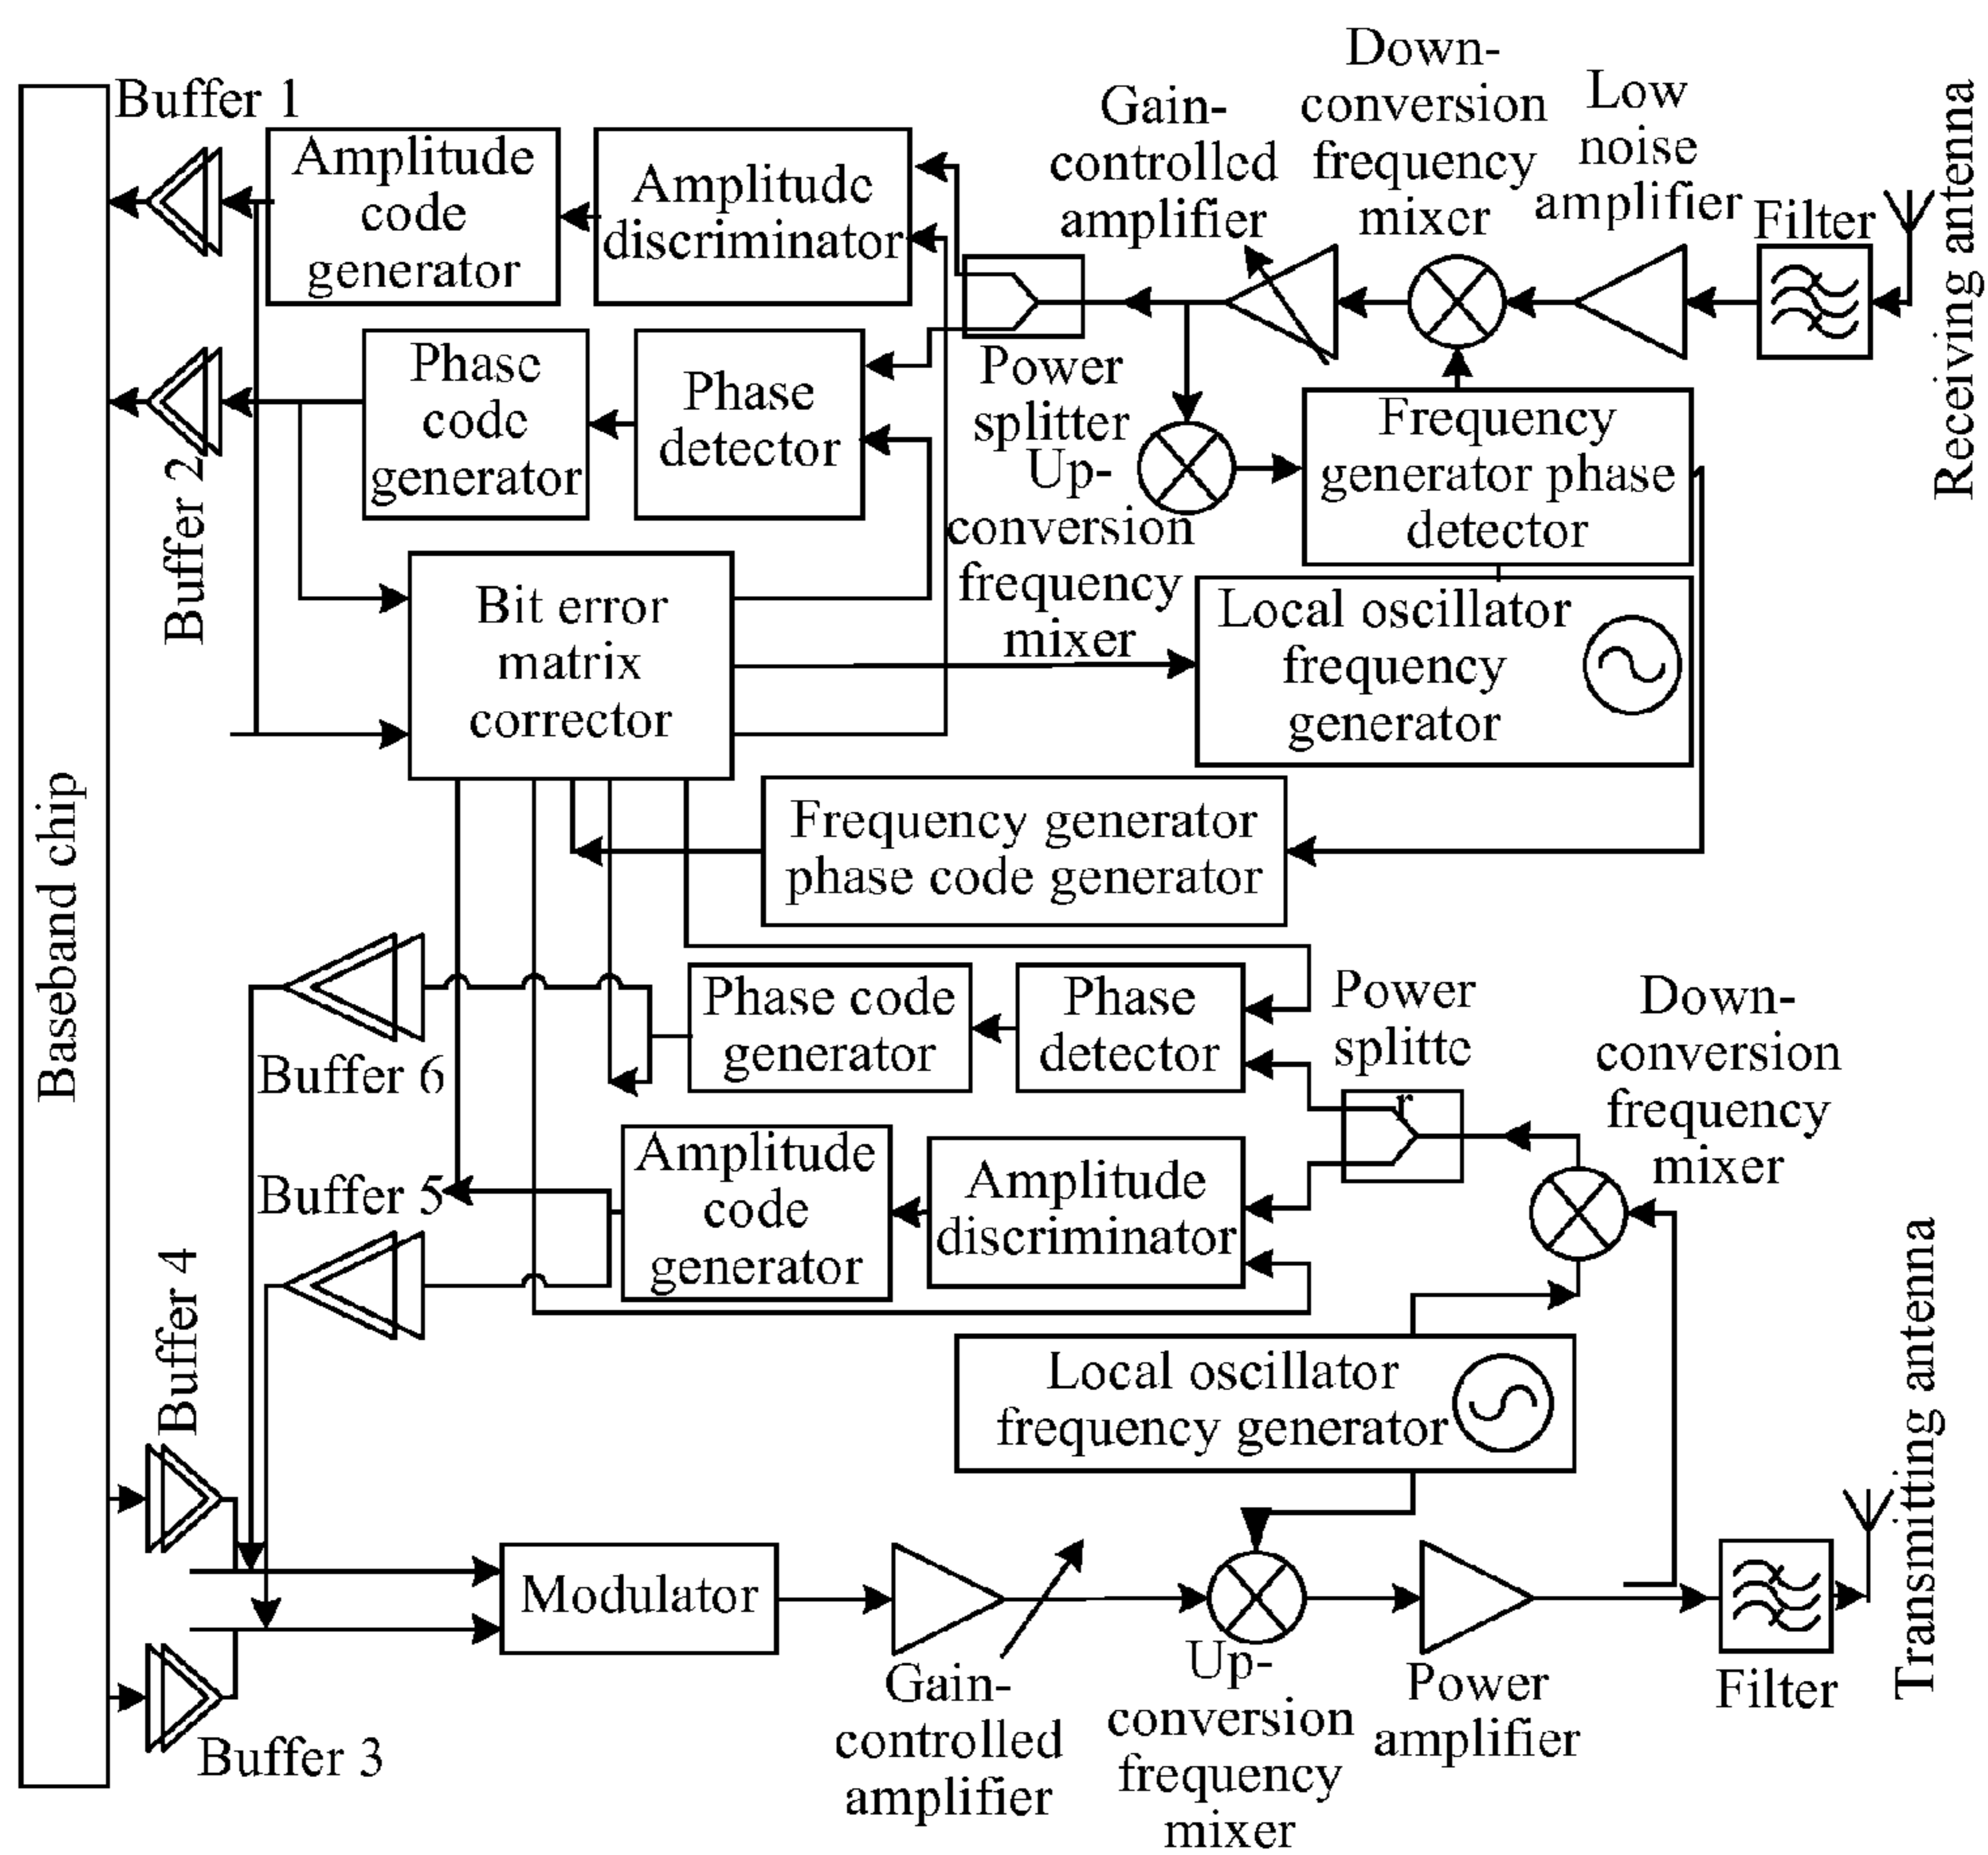 Buffer 1
Amplitude
code
generator
Amplitude
discriminator
Gain-
controlled
amplifier
Down-
conversion
frequency
mixer
Low
noise
amplifier
Filter
Receiving antenna
Buffer 2
Phase
code
generator
Phase
detector
Power
splitter
Up-
conversion
frequency
mixer
Frequency
generator phase
detector
Bit error
matrix
corrector
Local oscillator
frequency
generator
Baseband chip
Frequency generator
phase code generator
Buffer 6
Phase code
generator
Phase
detector
Power
splitte
r
Down-
conversion
frequency
mixer
Buffer 5
Amplitude
code
generator
Amplitude
discriminator
Buffer 4
Local oscillator
frequency generator
Transmitting antenna
Modulator
Buffer 3
Gain-
controlled
amplifier
Up-
conversion
frequency
mixer
Power
amplifier
Filter